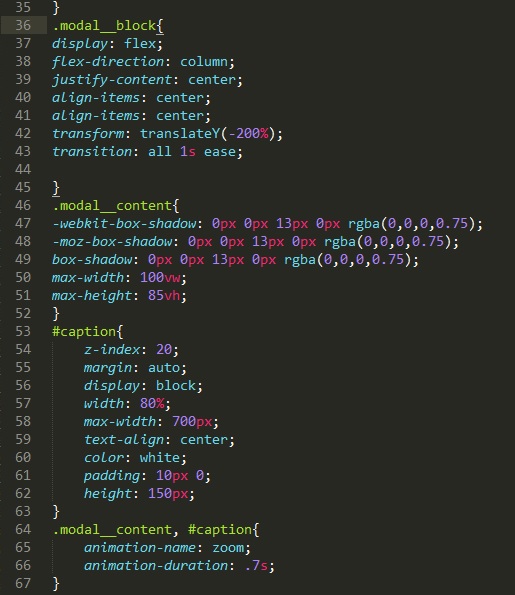 35 }
36 .modal__block{
37 display: flex;
38 flex-direction: column;
39 justify-content: center;
40 align-items: center;
41 align-items: center;
42 transform: translateY(-200%);
43 transition: all 1s ease;
44
45 }
46 .modal__content{
47 -webkit-box-shadow: 0px 0px 13px 0px rgba(0,0,0,0.75);
48 -moz-box-shadow: 0px 0px 13px 0px rgba(0,0,0,0.75);
49 box-shadow: 0px 0px 13px 0px rgba(0,0,0,0.75);
50 max-width: 100vw;
51 max-height: 85vh;
52 }
53 #caption{
54     z-index: 20;
55     margin: auto;
56     display: block;
57     width: 80%;
58     max-width: 700px;
59     text-align: center;
60     color: white;
61     padding: 10px 0;
62     height: 150px;
63 }
64 .modal__content, #caption{
65     animation-name: zoom;
66     animation-duration: .7s;
67 }